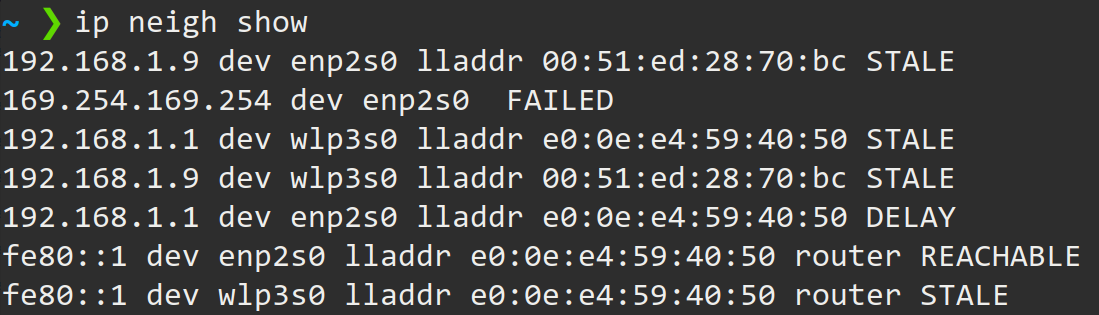 ~ ❯ ip neigh show
192.168.1.9 dev enp2s0 lladdr 00:51:ed:28:70:bc STALE
169.254.169.254 dev enp2s0  FAILED
192.168.1.1 dev wlp3s0 lladdr e0:0e:e4:59:40:50 STALE
192.168.1.9 dev wlp3s0 lladdr 00:51:ed:28:70:bc STALE
192.168.1.1 dev enp2s0 lladdr e0:0e:e4:59:40:50 DELAY
fe80::1 dev enp2s0 lladdr e0:0e:e4:59:40:50 router REACHABLE
fe80::1 dev wlp3s0 lladdr e0:0e:e4:59:40:50 router STALE